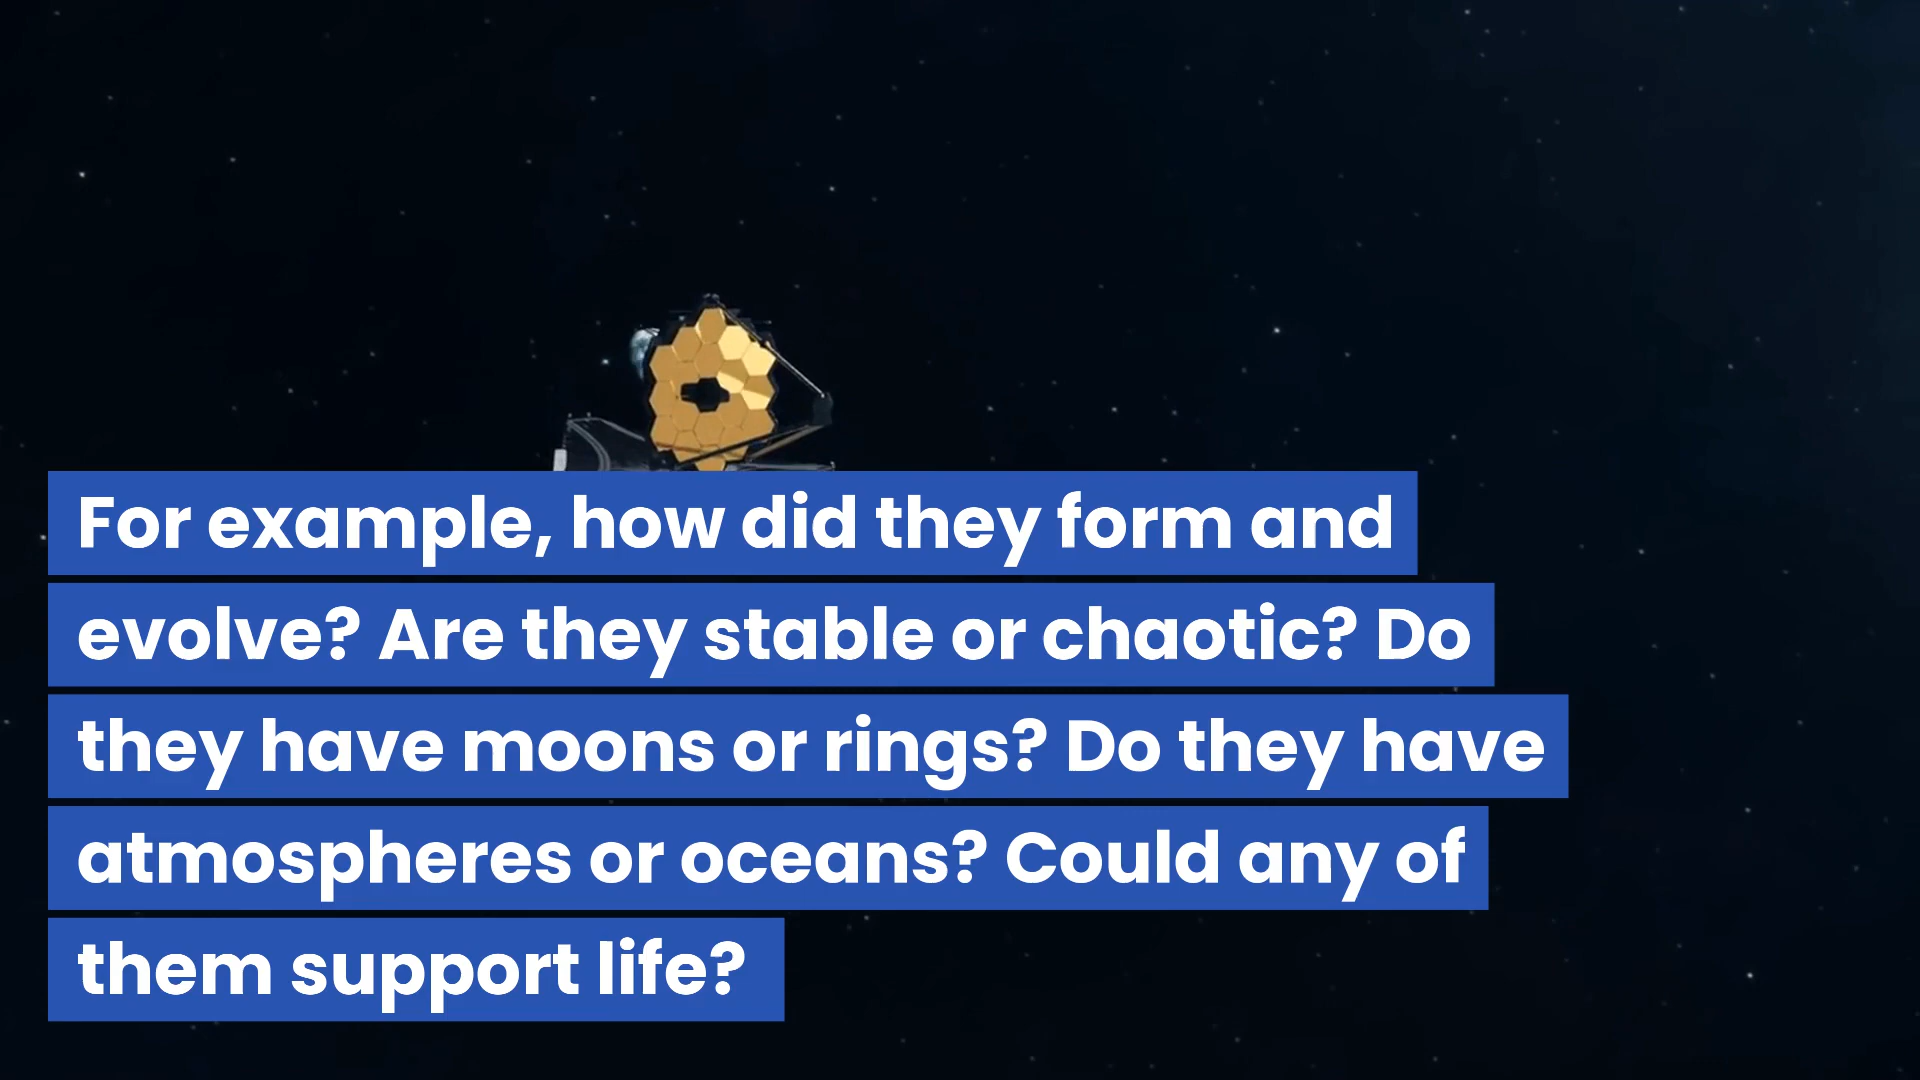 For example, how did they form and
evolve? Are they stable or chaotic? Do
they have moons or rings? Do they have
atmospheres or oceans? Could any of
them support life?